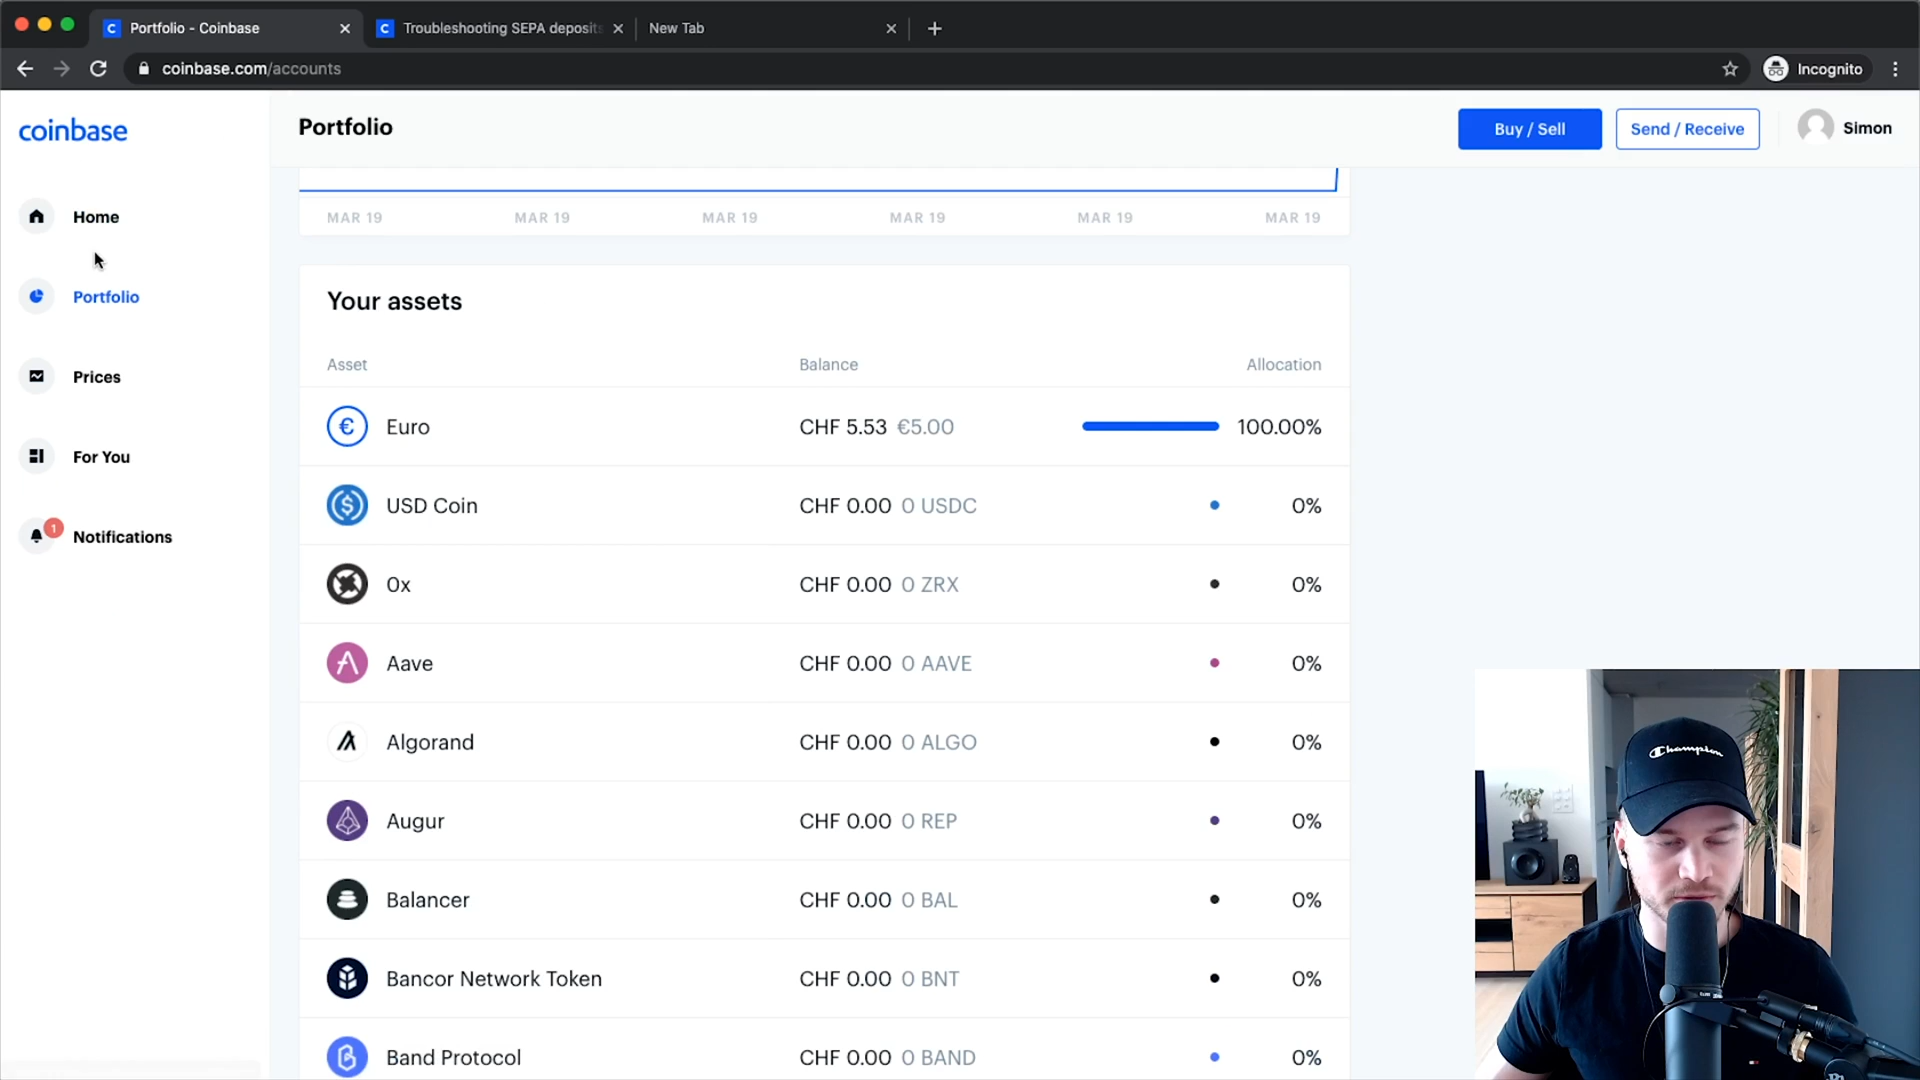 Portfolio - Coinbase
Troubleshooting SEPA deposits
New Tab
coinbase.com/accounts
Incognito
coinbase
Portfolio
Buy / Sell
Send / Receive
Simon
Home
Portfolio
Prices
For You
1
Notifications
MAR 19 MAR 19 MAR 19 MAR 19 MAR 19 MAR 19
Your assets
Asset Balance Allocation
€ Euro CHF 5.53 €5.00 100.00%
$ USD Coin CHF 0.00 0 USDC 0%
0x CHF 0.00 0 ZRX 0%
Aave CHF 0.00 0 AAVE 0%
Algorand CHF 0.00 0 ALGO 0%
Augur CHF 0.00 0 REP 0%
Balancer CHF 0.00 0 BAL 0%
Bancor Network Token CHF 0.00 0 BNT 0%
Band Protocol CHF 0.00 0 BAND 0%
Champion